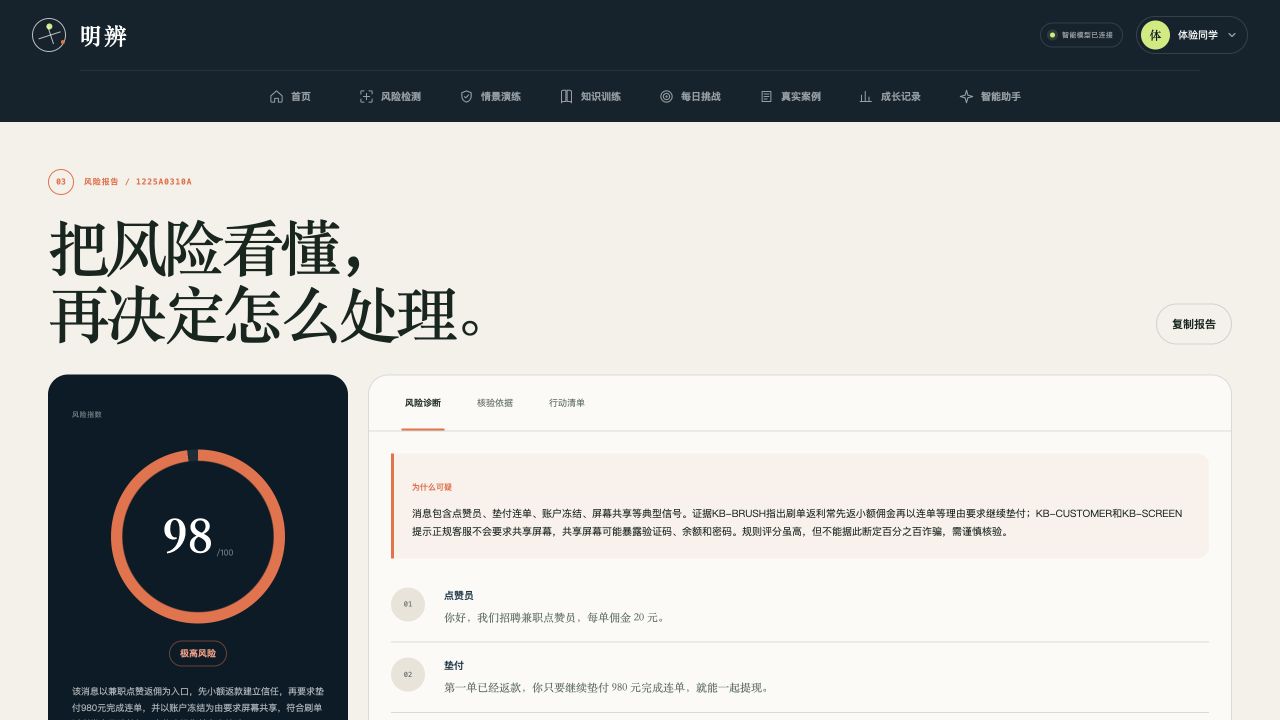 明辨
智能模型已连接
体
体验同学
首页
风险检测
情景演练
知识训练
每日挑战
真实案例
成长记录
智能助手
03
风险报告 / 1225A0310A
把风险看懂，
再决定怎么处理。
复制报告
风险指数
98 /100
极高风险
该消息以兼职点赞返佣为入口，先小额返款建立信任，再要求垫
付980元完成连单，并以账户冻结为由要求屏幕共享，符合刷单
风险诊断
核验依据
行动清单
为什么可疑
消息包含点赞员、垫付连单、账户冻结、屏幕共享等典型信号。证据KB-BRUSH指出刷单返利常先返小额佣金再以连单等理由要求继续垫付；KB-CUSTOMER和KB-SCREEN
提示正规客服不会要求共享屏幕，共享屏幕可能暴露验证码、余额和密码。规则评分虽高，但不能据此断定百分之百诈骗，需谨慎核验。
01
点赞员
你好，我们招聘兼职点赞员，每单佣金 20 元。
02
垫付
第一单已经返款，你只要继续垫付 980 元完成连单，就能一起提现。